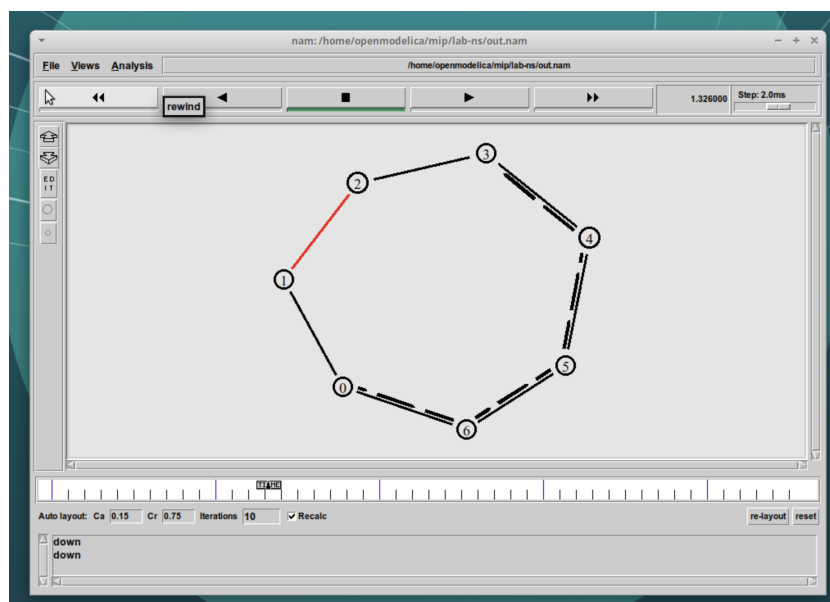 nam: /home/openmodelica/mip/lab-ns/out.nam
File Views Analysis /home/openmodelica/mip/lab-ns/out.nam
rewind
1.326000 Step: 2.0ms
E D
I T
3
2
4
1
5
0
6
TIME
Auto layout: Ca 0.15 Cr 0.75 Iterations 10 Recalc re-layout reset
down
down